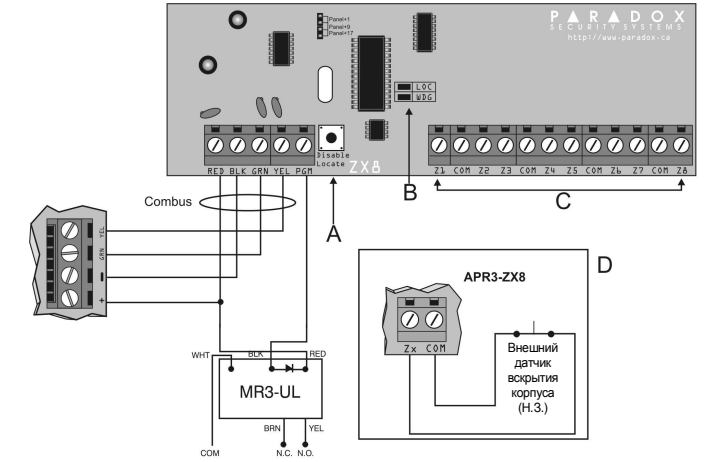 Panel+1
Panel+9
Panel+17
PARADOX
SECURITY SYSTEMS
http://www.paradox.ca
LOC
WDG
Disable
Locate
ZX8
RED BLK GRN YEL PGM
Z1 COM Z2 Z3 COM Z4 Z5 COM Z6 Z7 COM Z8
Combus
A
B
C
YEL
GRN
-
+
D
APR3-ZX8
Zx COM
Внешний
датчик
вскрытия
корпуса
(Н.З.)
WHT
BLK
RED
MR3-UL
BRN
YEL
COM
N.C.
N.O.